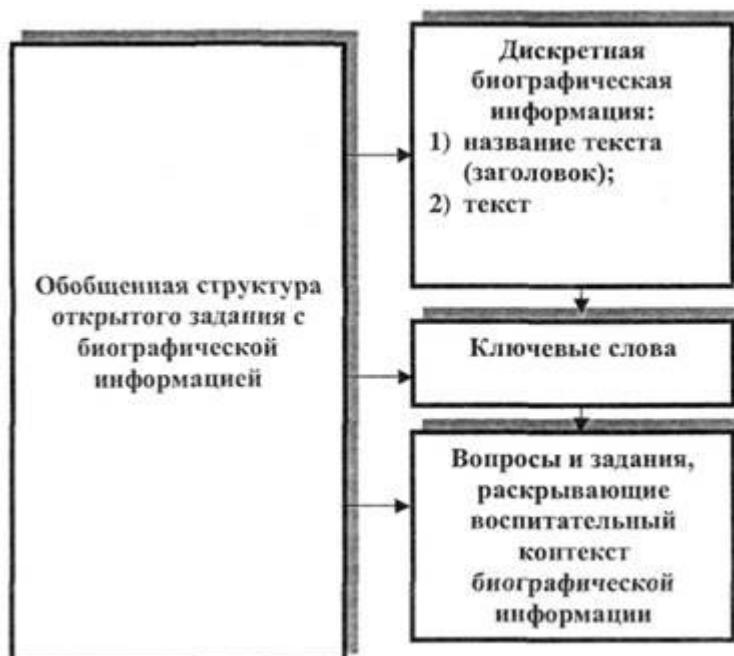 Обобщенная структура
открытого задания с
биографической
информацией
Дискретная
биографическая
информация:
1) название текста
(заголовок);
2) текст
Ключевые слова
Вопросы и задания,
раскрывающие
воспитательный
контекст
биографической
информации